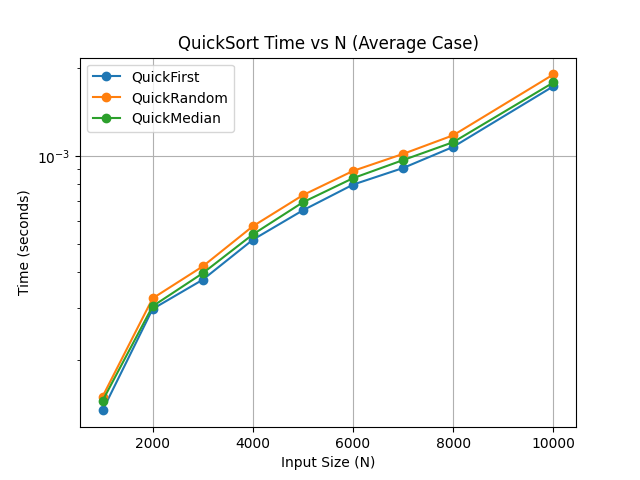 QuickSort Time vs N (Average Case)
QuickFirst
QuickRandom
QuickMedian
10⁻³
Time (seconds)
2000 4000 6000 8000 10000
Input Size (N)